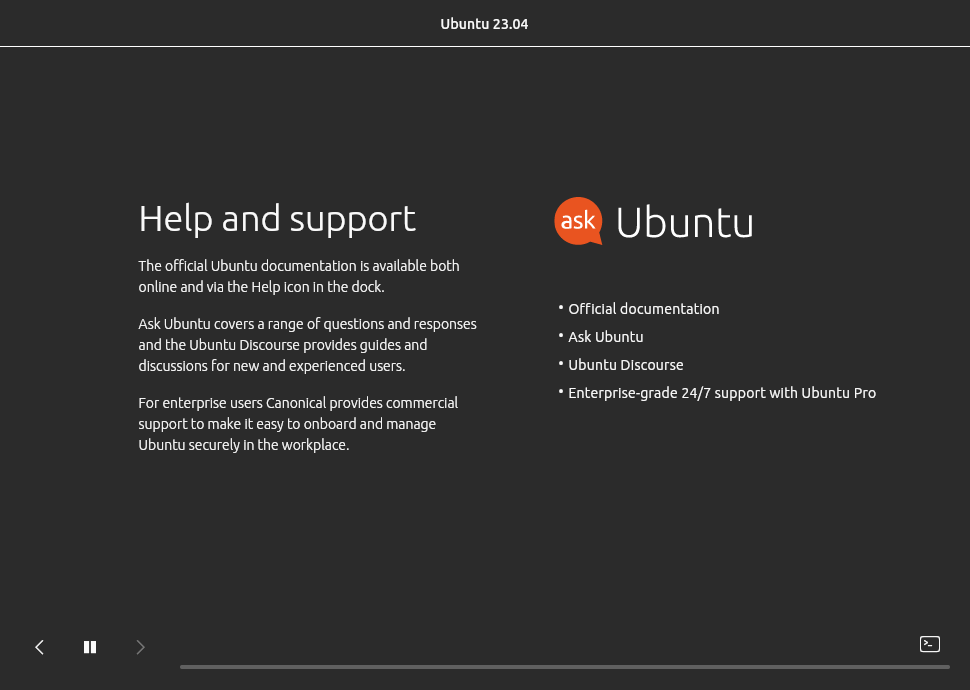 Ubuntu 23.04
Help and support
The official Ubuntu documentation is available both
online and via the Help icon in the dock.
Ask Ubuntu covers a range of questions and responses
and the Ubuntu Discourse provides guides and
discussions for new and experienced users.
For enterprise users Canonical provides commercial
support to make it easy to onboard and manage
Ubuntu securely in the workplace.
ask Ubuntu
• Official documentation
• Ask Ubuntu
• Ubuntu Discourse
• Enterprise-grade 24/7 support with Ubuntu Pro